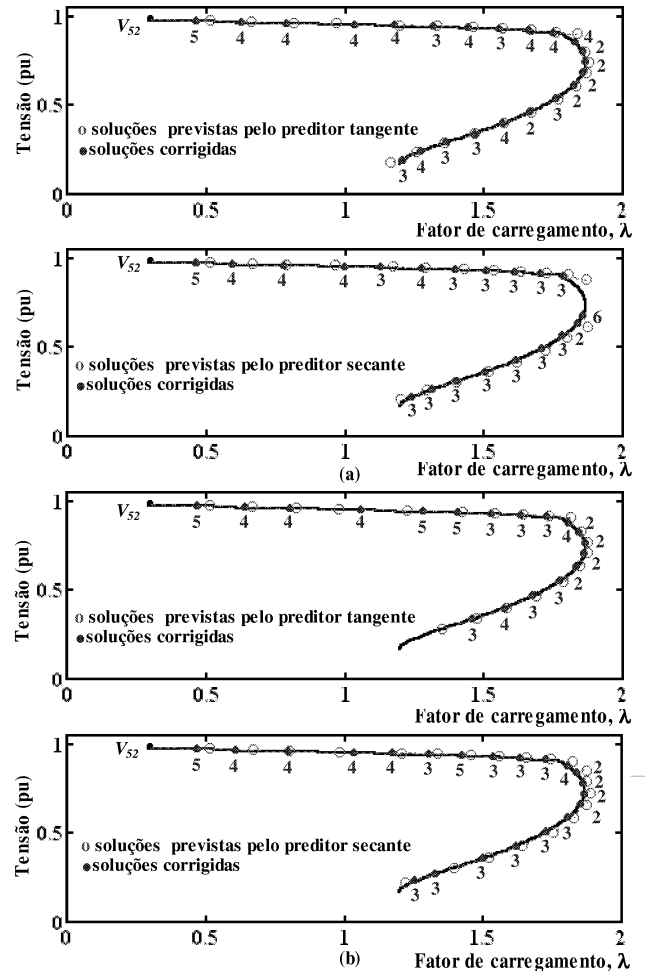 1
V52
5 4 4 4 4 3 4 3 4 4 4
2
2
2
2
3
2
4
3
3
3
4
3
0.5
0
Tensão (pu)
soluções previstas pelo preditor tangente
soluções corrigidas
0 0.5 1 1.5 2
Fator de carregamento, λ
1
V52
5 4 4 4 3 4 3 3 3 3 3
6
3
3
3
3
3
3
3
0.5
0
Tensão (pu)
soluções previstas pelo preditor secante
soluções corrigidas
0 0.5 1 1.5 2
(a)
Fator de carregamento, λ
1
V52
5 4 4 4 5 5 3 3 3 4
2
2
2
2
3
3
4
3
0.5
0
Tensão (pu)
soluções previstas pelo preditor tangente
soluções corrigidas
0 0.5 1 1.5 2
Fator de carregamento, λ
1
V52
5 4 4 4 4 3 5 3 3 3 4
2
2
2
2
3
3
3
3
3
3
0.5
0
Tensão (pu)
soluções previstas pelo preditor secante
soluções corrigidas
0 0.5 1 1.5 2
(b)
Fator de carregamento, λ